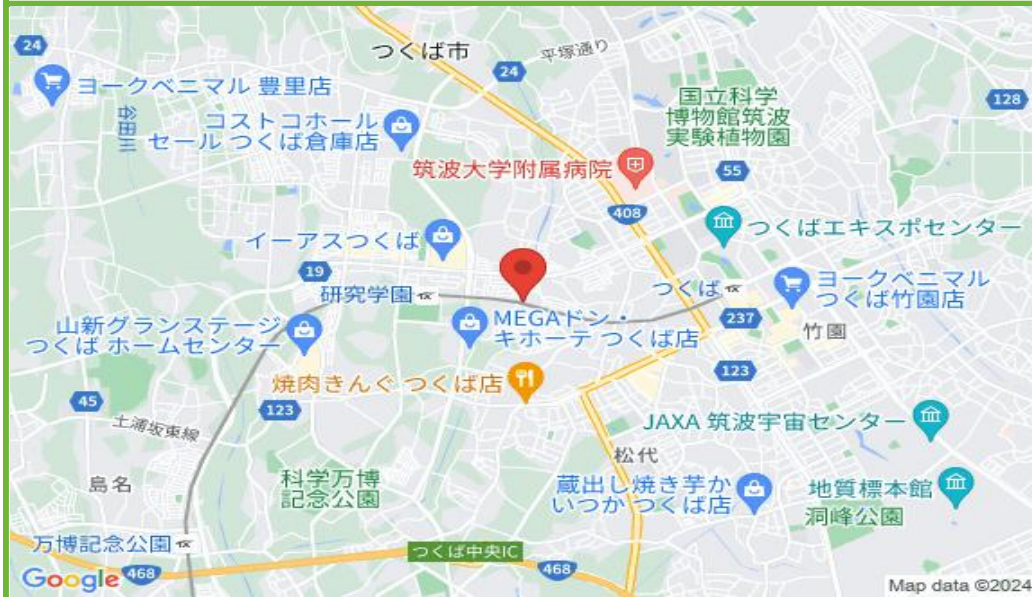 24
つくば市
平塚通り
24
ヨークベニマル 豊里店
谷田川
国立科学
博物館筑波
実験植物園
128
コストコホール
セール つくば倉庫店
筑波大学附属病院
55
408
つくばエキスポセンター
イーアスつくば
19
研究学園
つくば
ヨークベニマル
つくば竹園店
山新グランステージ
つくば ホームセンター
MEGAドン・
キホーテ つくば店
237
竹園
焼肉きんぐ つくば店
123
45
123
土浦坂東線
JAXA 筑波宇宙センター
松代
島名
科学万博
記念公園
蔵出し焼き芋か
いつか つくば店
地質標本館
洞峰公園
万博記念公園
つくば中央IC
Google
468
468
Map data ©2024